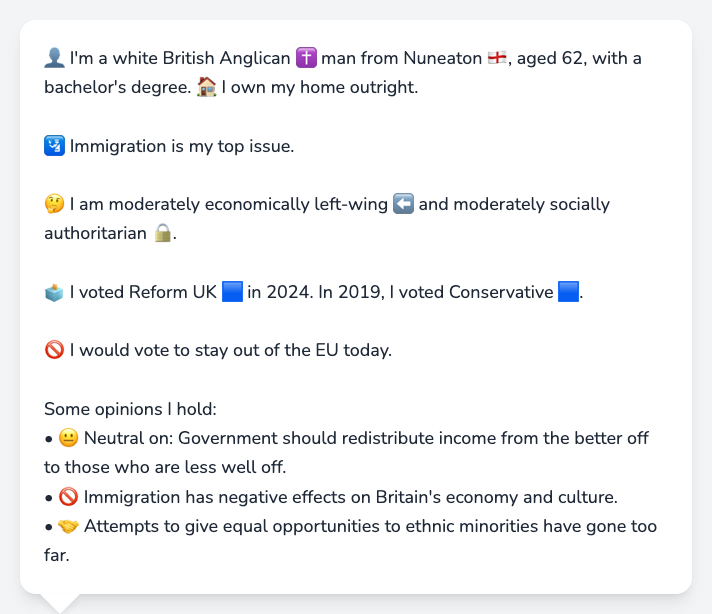 👤 I'm a white British Anglican ✝️ man from Nuneaton 🏴󠁧󠁢󠁥󠁮󠁧󠁿, aged 62, with a
bachelor's degree. 🏠 I own my home outright.
🛂 Immigration is my top issue.
🤔 I am moderately economically left-wing ⬅️ and moderately socially
authoritarian 🔒.
🗳️ I voted Reform UK 🟦 in 2024. In 2019, I voted Conservative 🟦.
🚫 I would vote to stay out of the EU today.
Some opinions I hold:
• 😐 Neutral on: Government should redistribute income from the better off
to those who are less well off.
• 🚫 Immigration has negative effects on Britain's economy and culture.
• 🤝 Attempts to give equal opportunities to ethnic minorities have gone too
far.